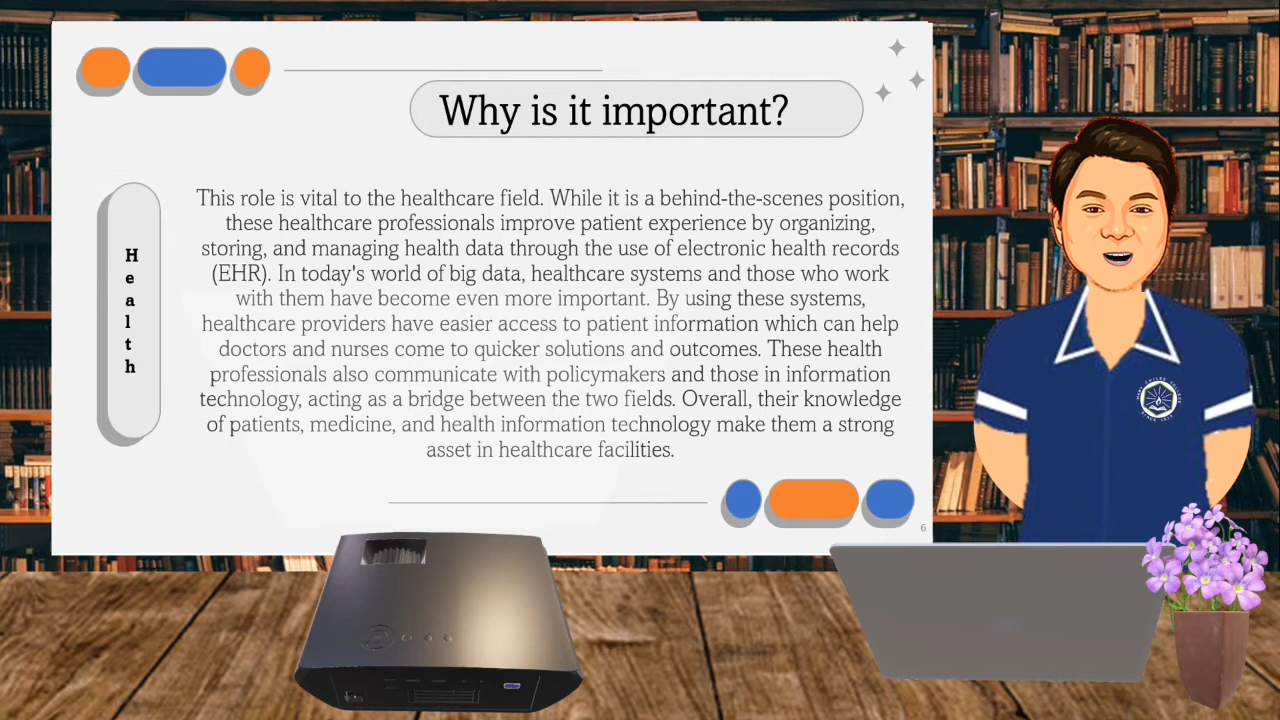 Why is it important?
This role is vital to the healthcare field. While it is a behind-the-scenes position,
these healthcare professionals improve patient experience by organizing,
storing, and managing health data through the use of electronic health records
(EHR). In today's world of big data, healthcare systems and those who work
with them have become even more important. By using these systems,
healthcare providers have easier access to patient information which can help
doctors and nurses come to quicker solutions and outcomes. These health
professionals also communicate with policymakers and those in information
technology, acting as a bridge between the two fields. Overall, their knowledge
of patients, medicine, and health information technology make them a strong
asset in healthcare facilities.
H
e
a
l
t
h
6